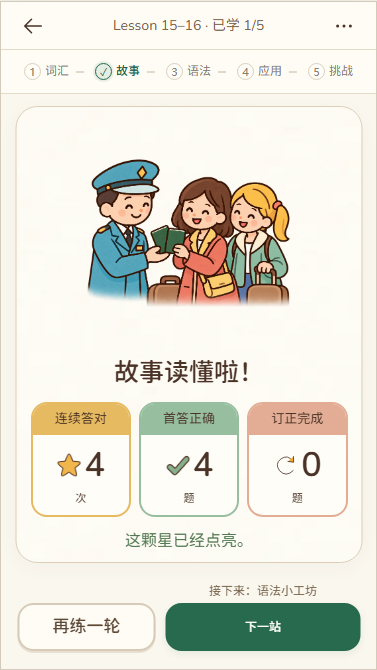 Lesson 15–16 · 已学 1/5
1 词汇 故事 3 语法 4 应用 5 挑战
故事读懂啦！
连续答对 首答正确 订正完成
4 4 0
次 题 题
这颗星已经点亮。
接下来：语法小工坊
再练一轮 下一站